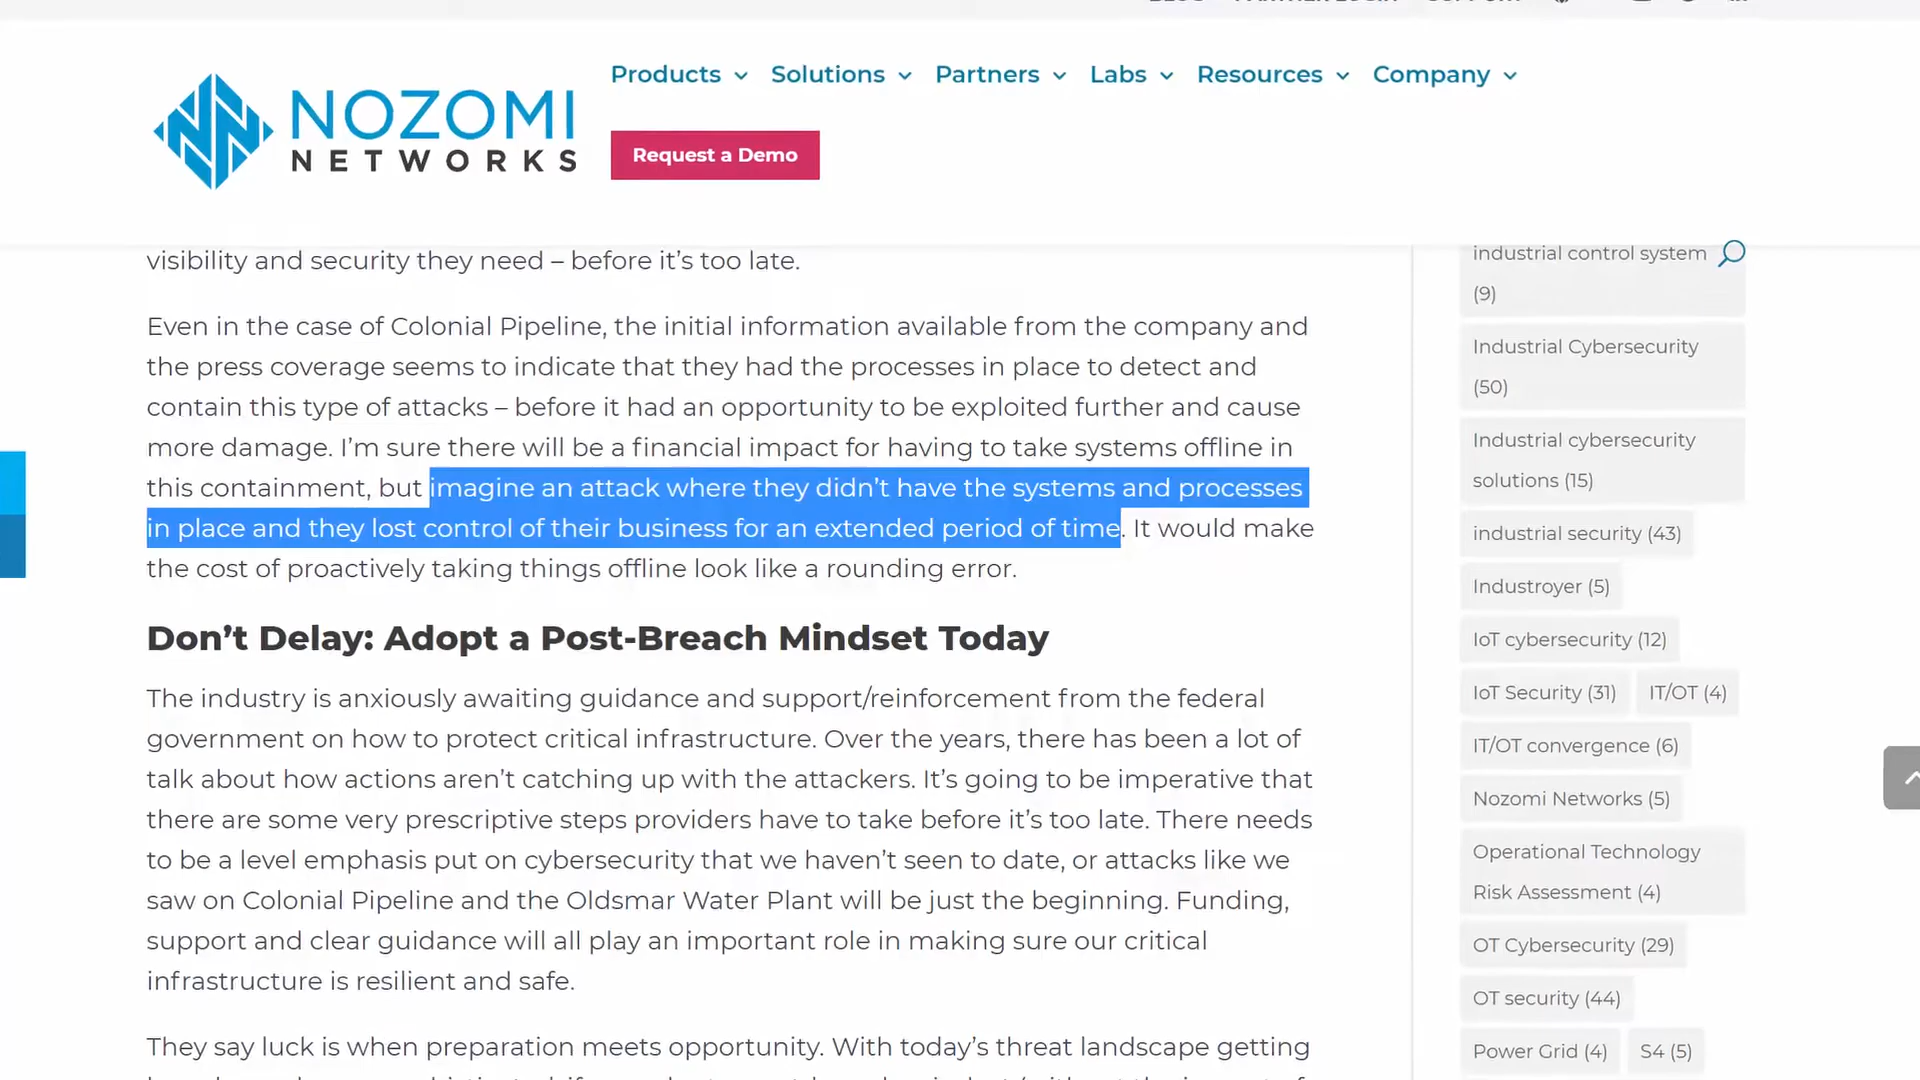 Products
Solutions
Partners
Labs
Resources
Company
NOZOMI
NETWORKS
Request a Demo
visibility and security they need – before it’s too late.
Even in the case of Colonial Pipeline, the initial information available from the company and
the press coverage seems to indicate that they had the processes in place to detect and
contain this type of attacks – before it had an opportunity to be exploited further and cause
more damage. I’m sure there will be a financial impact for having to take systems offline in
this containment, but imagine an attack where they didn’t have the systems and processes
in place and they lost control of their business for an extended period of time. It would make
the cost of proactively taking things offline look like a rounding error.
Don’t Delay: Adopt a Post-Breach Mindset Today
The industry is anxiously awaiting guidance and support/reinforcement from the federal
government on how to protect critical infrastructure. Over the years, there has been a lot of
talk about how actions aren’t catching up with the attackers. It’s going to be imperative that
there are some very prescriptive steps providers have to take before it’s too late. There needs
to be a level emphasis put on cybersecurity that we haven’t seen to date, or attacks like we
saw on Colonial Pipeline and the Oldsmar Water Plant will be just the beginning. Funding,
support and clear guidance will all play an important role in making sure our critical
infrastructure is resilient and safe.
They say luck is when preparation meets opportunity. With today’s threat landscape getting
industrial control system
(9)
Industrial Cybersecurity
(50)
Industrial cybersecurity
solutions (15)
industrial security (43)
Industroyer (5)
IoT cybersecurity (12)
IoT Security (31)
IT/OT (4)
IT/OT convergence (6)
Nozomi Networks (5)
Operational Technology
Risk Assessment (4)
OT Cybersecurity (29)
OT security (44)
Power Grid (4)
S4 (5)